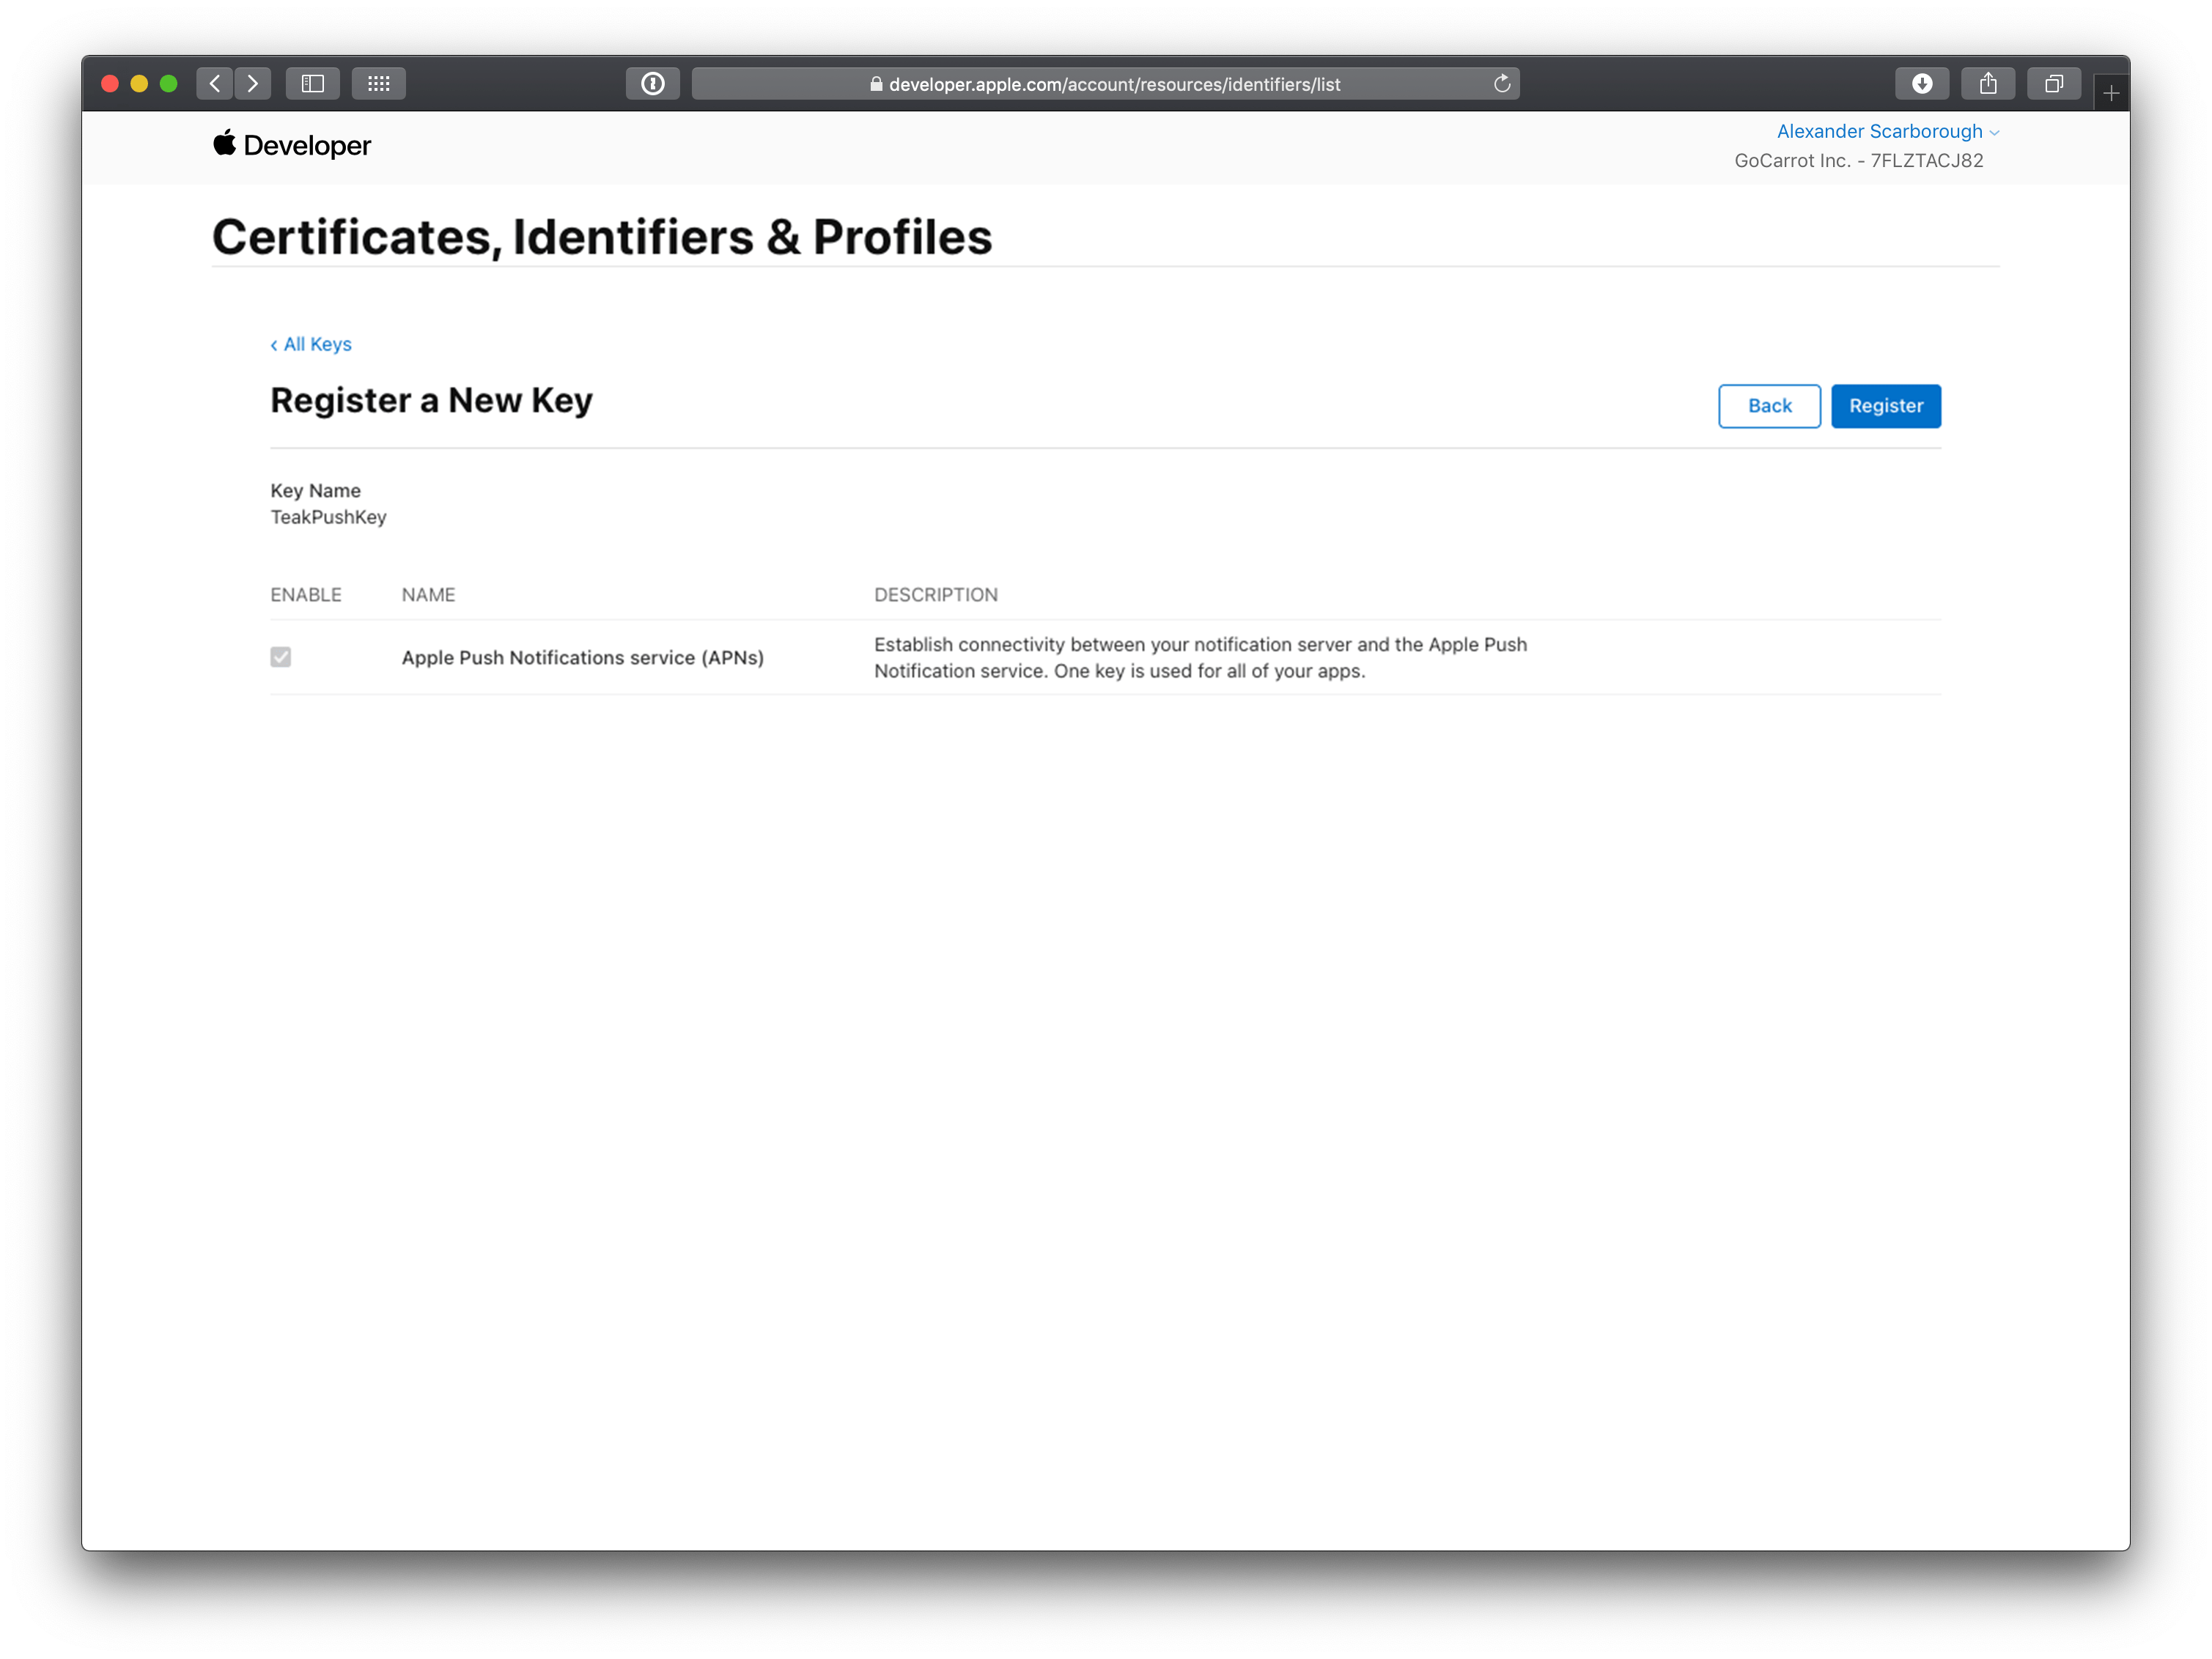 developer.apple.com/account/resources/identifiers/list
Developer
Alexander Scarborough
GoCarrot Inc. - 7FLZTACJ82
Certificates, Identifiers & Profiles
‹ All Keys
Register a New Key
Back
Register
Key Name
TeakPushKey
ENABLE NAME DESCRIPTION
Apple Push Notifications service (APNs)
Establish connectivity between your notification server and the Apple Push
Notification service. One key is used for all of your apps.